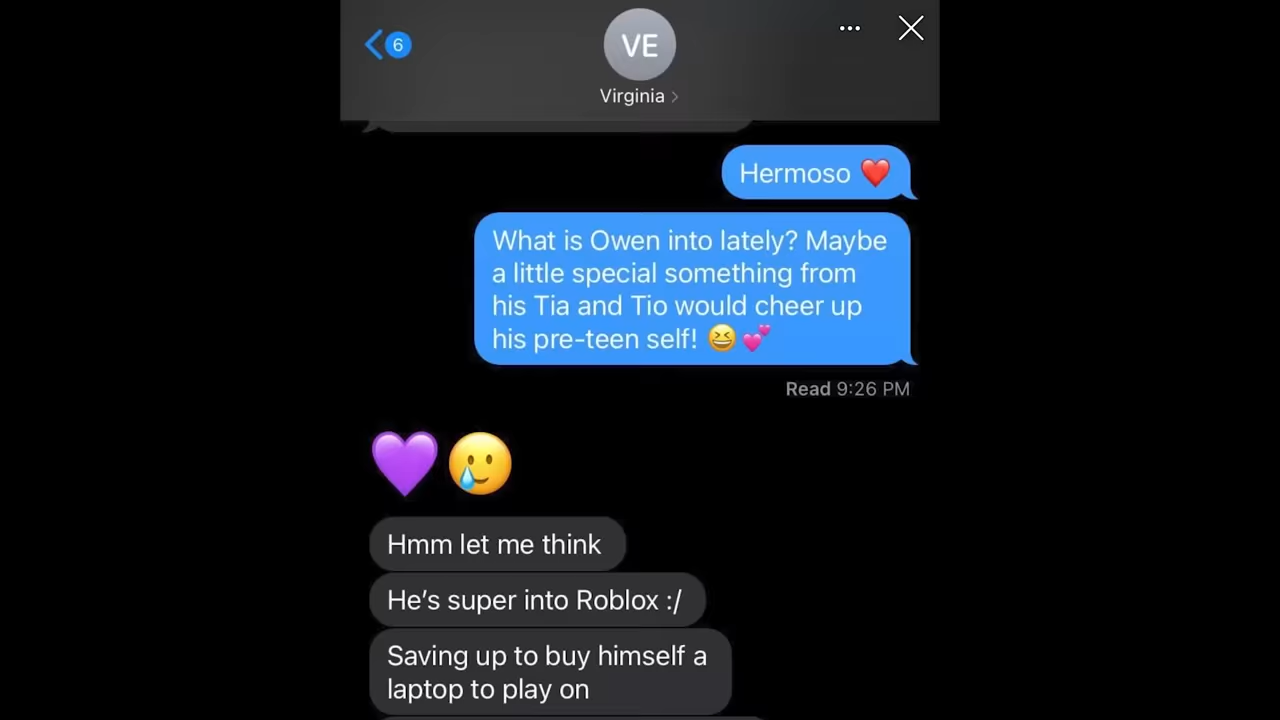 6
VE
Virginia
Hermoso ❤️
What is Owen into lately? Maybe
a little special something from
his Tia and Tio would cheer up
his pre-teen self! 😆 💕
Read 9:26 PM
💜 🥲
Hmm let me think
He's super into Roblox :/
Saving up to buy himself a
laptop to play on